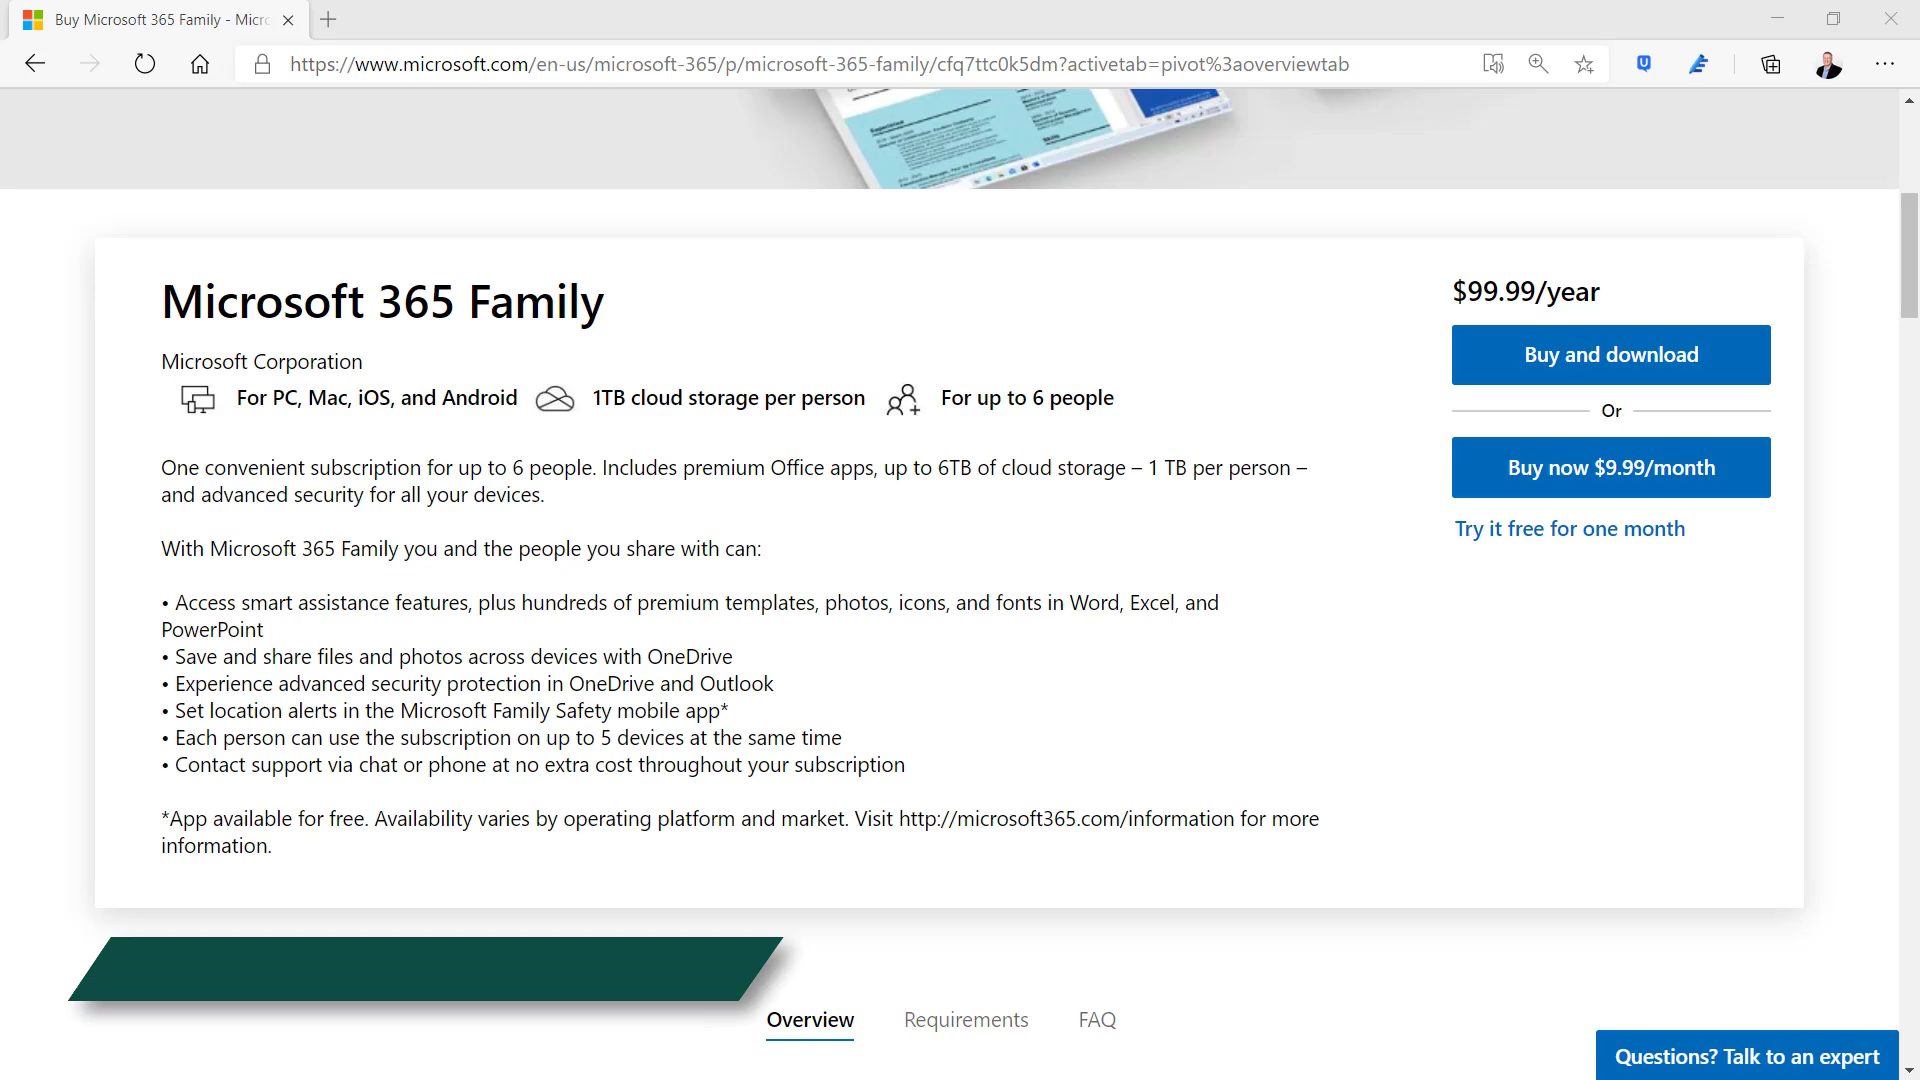 Buy Microsoft 365 Family - Micro
https://www.microsoft.com/en-us/microsoft-365/p/microsoft-365-family/cfq7ttc0k5dm?activetab=pivot%3aoverviewtab
Experience
Skills
Microsoft 365 Family
Microsoft Corporation
For PC, Mac, iOS, and Android
1TB cloud storage per person
For up to 6 people
One convenient subscription for up to 6 people. Includes premium Office apps, up to 6TB of cloud storage – 1 TB per person –
and advanced security for all your devices.
With Microsoft 365 Family you and the people you share with can:
• Access smart assistance features, plus hundreds of premium templates, photos, icons, and fonts in Word, Excel, and
PowerPoint
• Save and share files and photos across devices with OneDrive
• Experience advanced security protection in OneDrive and Outlook
• Set location alerts in the Microsoft Family Safety mobile app*
• Each person can use the subscription on up to 5 devices at the same time
• Contact support via chat or phone at no extra cost throughout your subscription
*App available for free. Availability varies by operating platform and market. Visit http://microsoft365.com/information for more
information.
$99.99/year
Buy and download
Or
Buy now $9.99/month
Try it free for one month
Overview
Requirements
FAQ
Questions? Talk to an expert